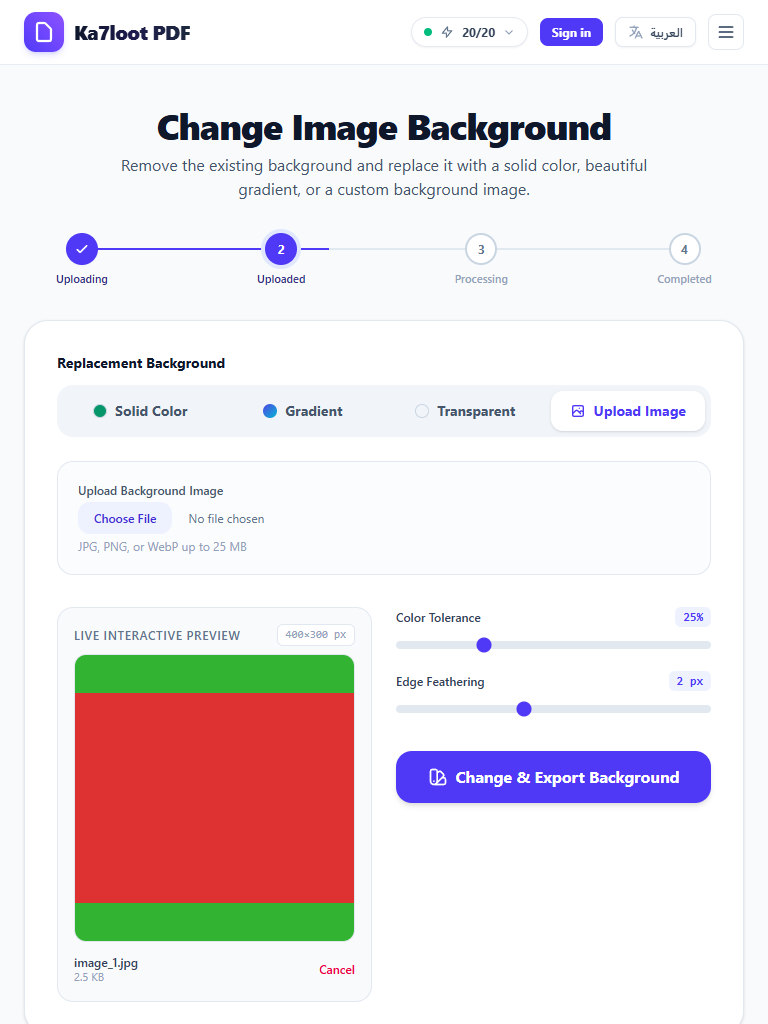 Ka7loot PDF
20/20
Sign in
العربية
Change Image Background
Remove the existing background and replace it with a solid color, beautiful
gradient, or a custom background image.
2
3
4
Uploading
Uploaded
Processing
Completed
Replacement Background
Solid Color
Gradient
Transparent
Upload Image
Upload Background Image
Choose File
No file chosen
JPG, PNG, or WebP up to 25 MB
LIVE INTERACTIVE PREVIEW
400×300 px
Color Tolerance
25%
Edge Feathering
2 px
Change & Export Background
image_1.jpg
2.5 KB
Cancel